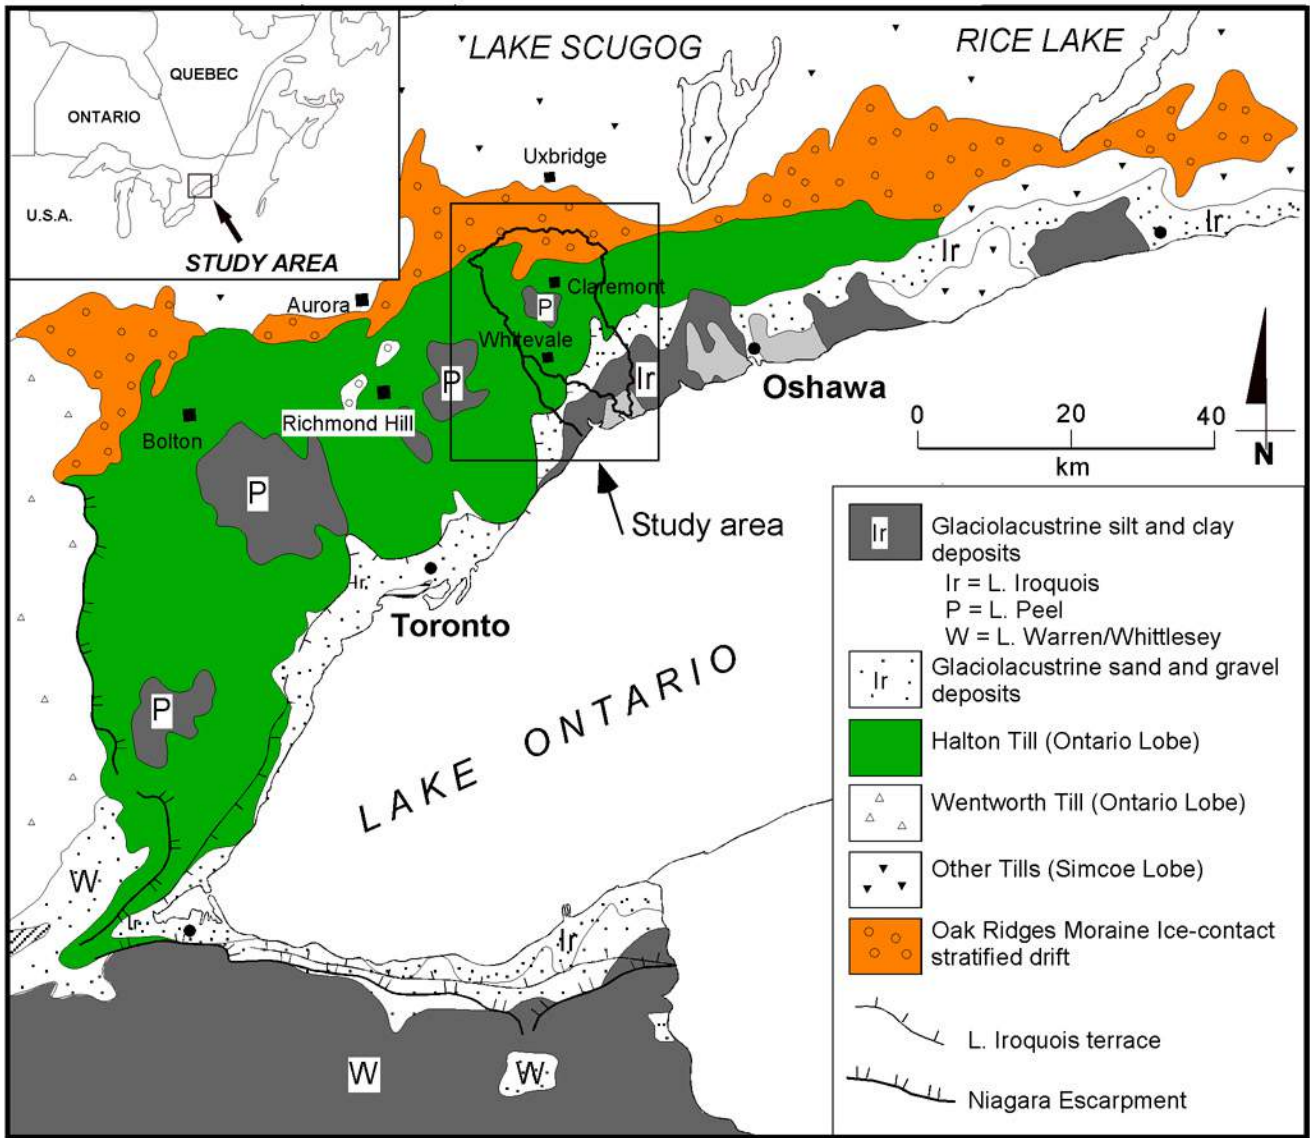 LAKE SCUGOG
RICE LAKE
QUEBEC
ONTARIO
U.S.A.
STUDY AREA
Uxbridge
Aurora
Claremont
P
Whitevale
Ir
Ir
Ir
P
Richmond Hill
Bolton
Oshawa
0 20 40
km
N
P
Study area
Ir
Toronto
P
LAKE ONTARIO
W
Ir
Ir
W
W
Ir
Glaciolacustrine silt and clay
deposits
Ir = L. Iroquois
P = L. Peel
W = L. Warren/Whittlesey
Ir
Glaciolacustrine sand and gravel
deposits
Halton Till (Ontario Lobe)
Wentworth Till (Ontario Lobe)
Other Tills (Simcoe Lobe)
Oak Ridges Moraine Ice-contact
stratified drift
L. Iroquois terrace
Niagara Escarpment